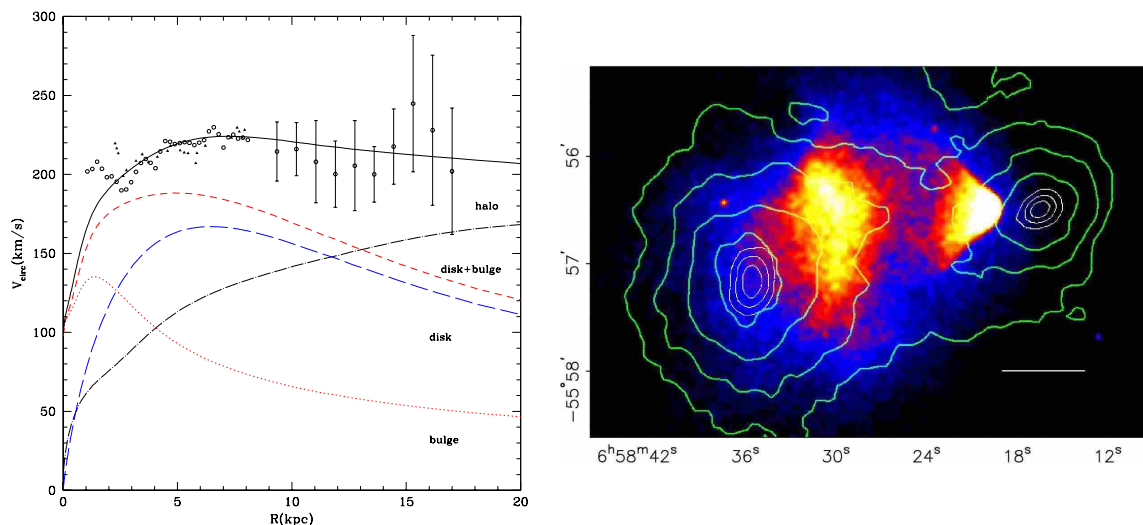 300
250
200
150
100
50
0
V_circ(km/s)
halo
disk+bulge
disk
bulge
0 5 10 15 20
R(kpc)
56′
57′
−55°58′
6ʰ58ᵐ42ˢ 36ˢ 30ˢ 24ˢ 18ˢ 12ˢ